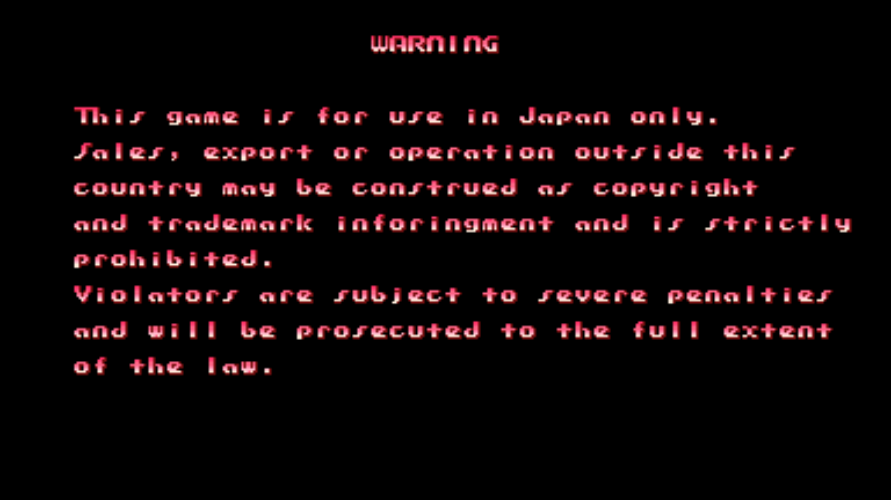 WARNING
This game is for use in Japan only.
Sales, export or operation outside this
country may be construed as copyright
and trademark inforingment and is strictly
prohibited.
Violators are subject to severe penalties
and will be prosecuted to the full extent
of the law.